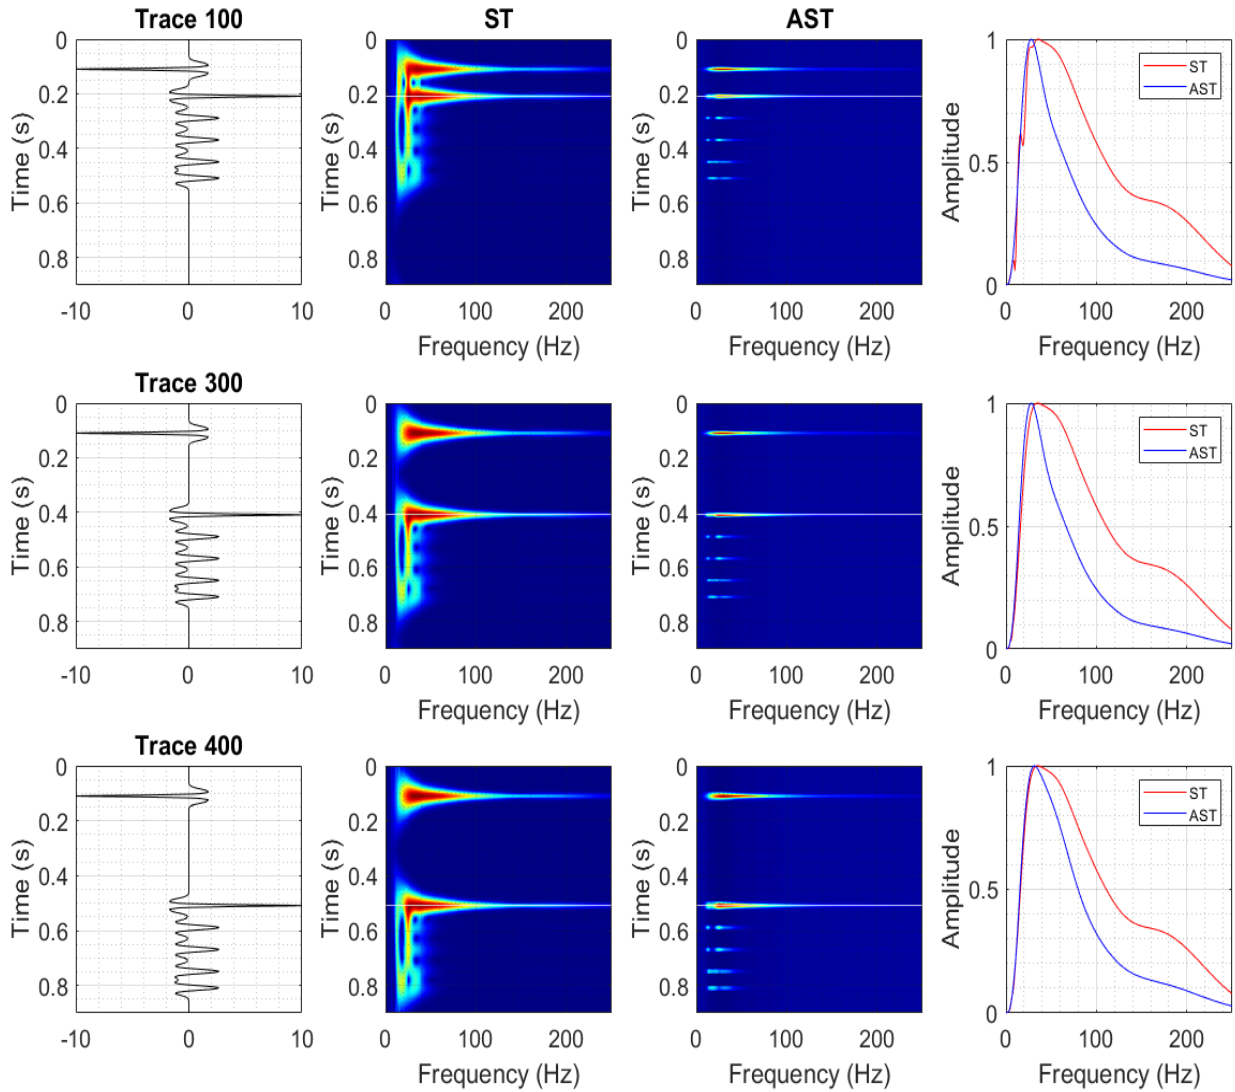 Trace 100 ST AST
0 0 0 1
0.2 0.2 0.2
0.4 0.4 0.4 0.5
0.6 0.6 0.6
0.8 0.8 0.8 0
Time (s) Time (s) Time (s) Amplitude
ST
AST
-10 0 10 0 100 200 0 100 200 0 100 200
Frequency (Hz) Frequency (Hz) Frequency (Hz)
Trace 300
0 0 0 1
0.2 0.2 0.2
0.4 0.4 0.4 0.5
0.6 0.6 0.6
0.8 0.8 0.8 0
Time (s) Time (s) Time (s) Amplitude
ST
AST
-10 0 10 0 100 200 0 100 200 0 100 200
Frequency (Hz) Frequency (Hz) Frequency (Hz)
Trace 400
0 0 0 1
0.2 0.2 0.2
0.4 0.4 0.4 0.5
0.6 0.6 0.6
0.8 0.8 0.8 0
Time (s) Time (s) Time (s) Amplitude
ST
AST
-10 0 10 0 100 200 0 100 200 0 100 200
Frequency (Hz) Frequency (Hz) Frequency (Hz)